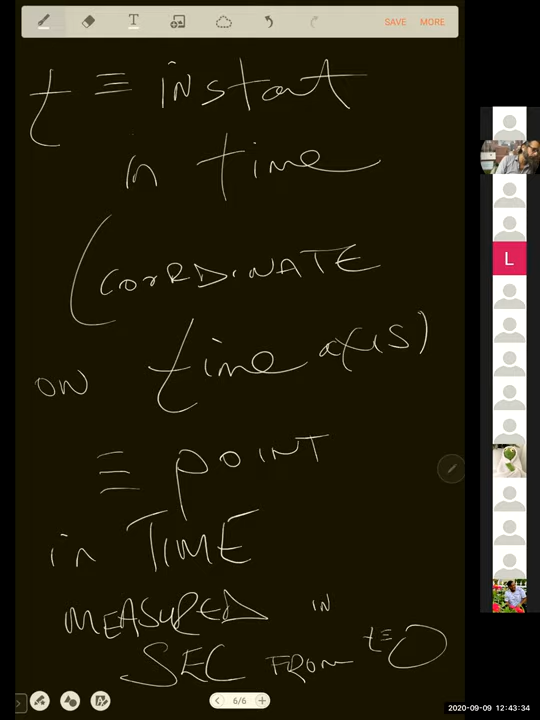 SAVE MORE
t ≡ instant
in time
(COORDINATE
on time axis)
≡ POINT
in TIME
MEASURED IN
SEC FROM t=0
L
6/6
2020-09-09 12:43:34